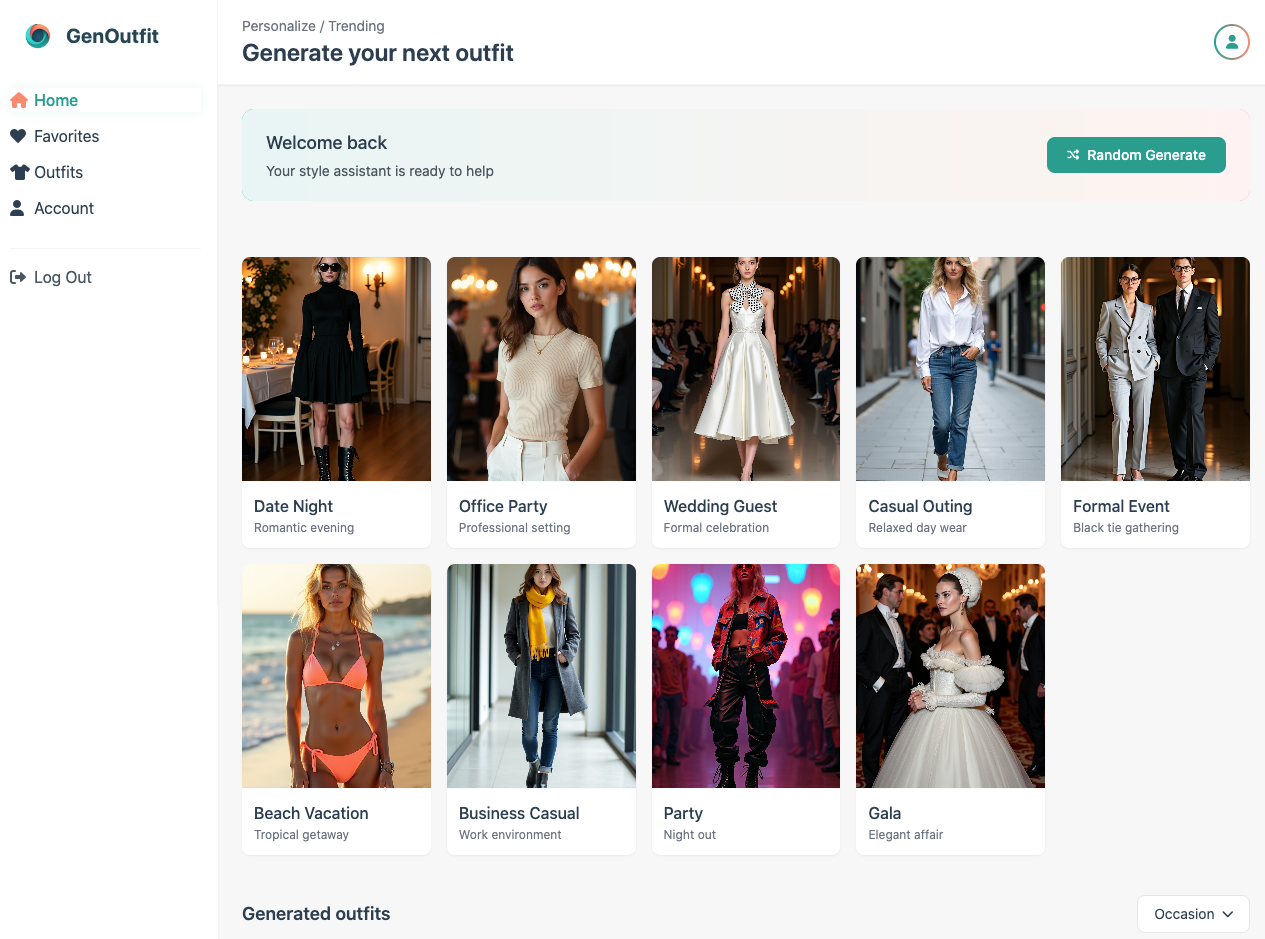 GenOutfit
Home
Favorites
Outfits
Account
Log Out
Personalize / Trending
Generate your next outfit
Welcome back
Your style assistant is ready to help
Random Generate
Date Night
Romantic evening
Office Party
Professional setting
Wedding Guest
Formal celebration
Casual Outing
Relaxed day wear
Formal Event
Black tie gathering
Beach Vacation
Tropical getaway
Business Casual
Work environment
Party
Night out
Gala
Elegant affair
Generated outfits
Occasion